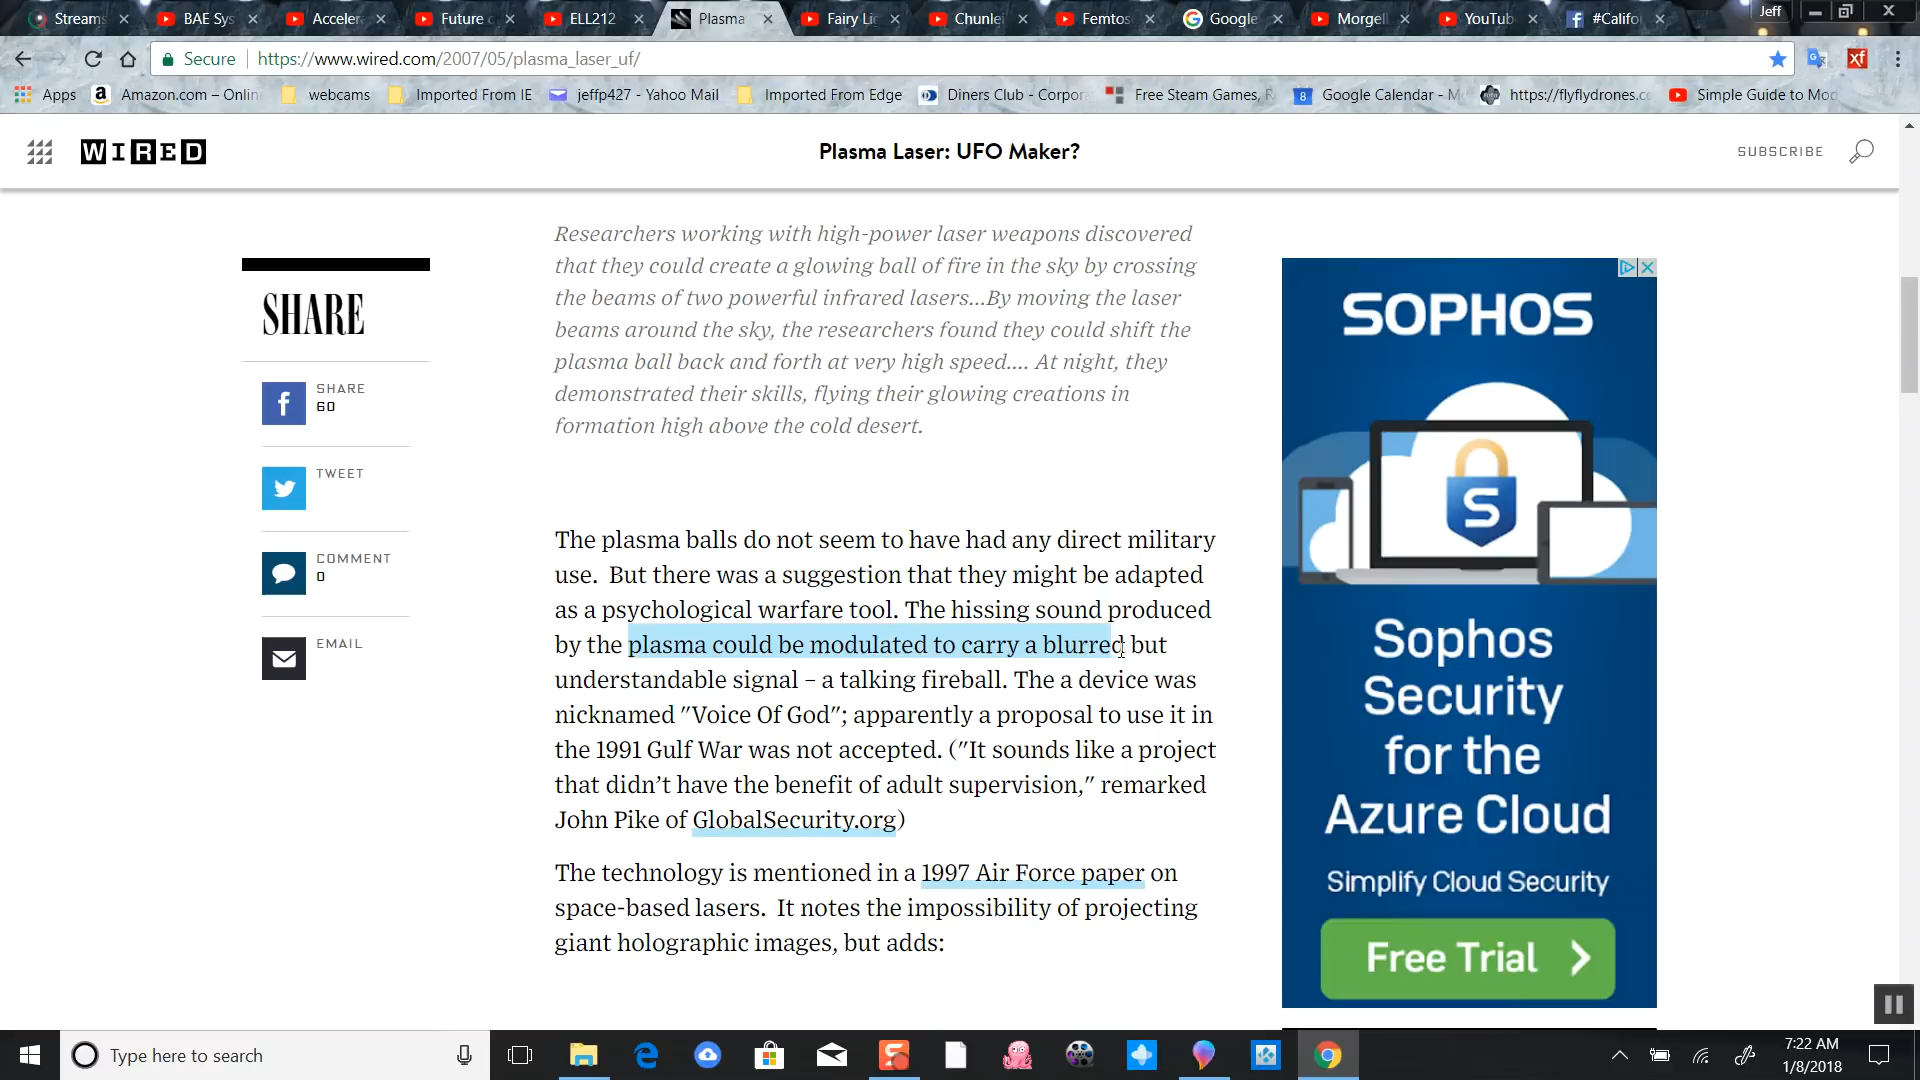 Streams
BAE Sys
Acceler
Future
ELL212
Plasma
Fairy Li
Chunlei
Femtos
Google
Morgell
YouTub
#Califo
Jeff
Secure
https://www.wired.com/2007/05/plasma_laser_uf/
Apps
Amazon.com – Onlin
webcams
Imported From IE
jeffp427 - Yahoo Mail
Imported From Edge
Diners Club - Corpor
Free Steam Games, R
Google Calendar - M
https://flyflydrones.co
Simple Guide to Mod
WIRED
Plasma Laser: UFO Maker?
SUBSCRIBE
Researchers working with high-power laser weapons discovered
that they could create a glowing ball of fire in the sky by crossing
the beams of two powerful infrared lasers...By moving the laser
beams around the sky, the researchers found they could shift the
plasma ball back and forth at very high speed.... At night, they
demonstrated their skills, flying their glowing creations in
formation high above the cold desert.
SHARE
SHARE
60
TWEET
COMMENT
0
EMAIL
The plasma balls do not seem to have had any direct military
use.  But there was a suggestion that they might be adapted
as a psychological warfare tool. The hissing sound produced
by the plasma could be modulated to carry a blurred but
understandable signal – a talking fireball. The a device was
nicknamed "Voice Of God"; apparently a proposal to use it in
the 1991 Gulf War was not accepted. ("It sounds like a project
that didn't have the benefit of adult supervision," remarked
John Pike of GlobalSecurity.org)
The technology is mentioned in a 1997 Air Force paper on
space-based lasers.  It notes the impossibility of projecting
giant holographic images, but adds:
SOPHOS
S
Sophos
Security
for the
Azure Cloud
Simplify Cloud Security
Free Trial
Type here to search
7:22 AM
1/8/2018